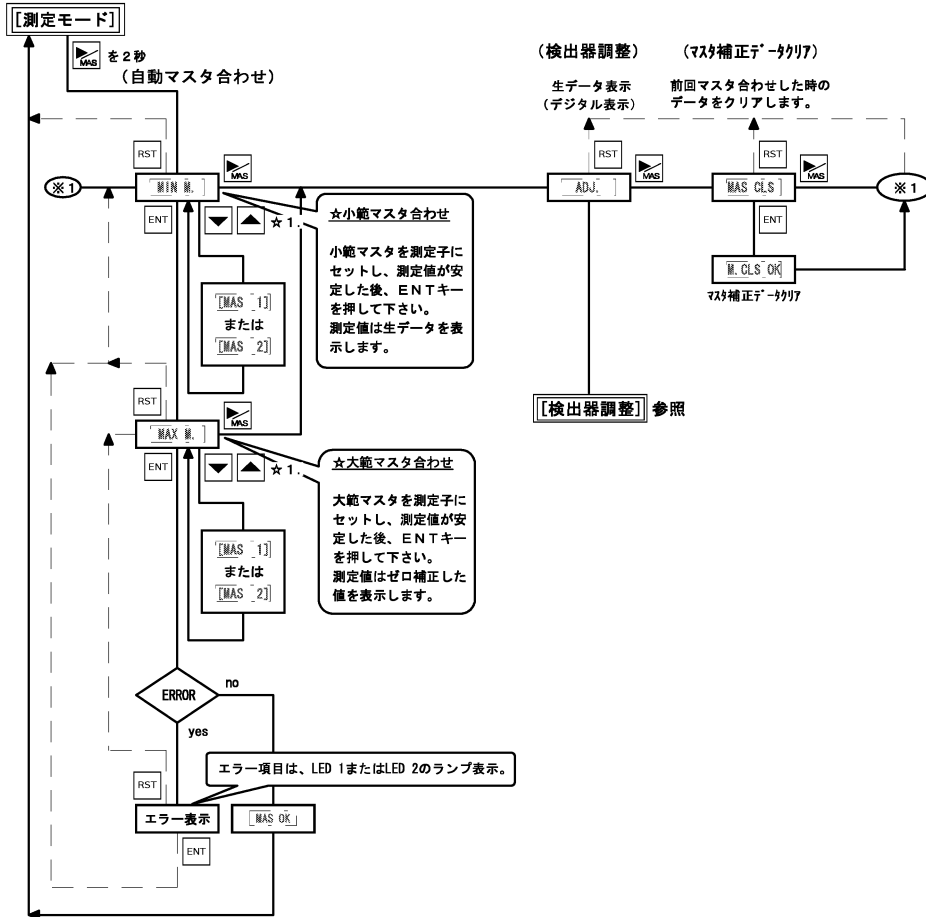 [測定モード]
MAS を２秒
(自動マスタ合わせ)
(検出器調整)
生データ表示
(デジタル表示)
(マスタ補正データクリア)
前回マスタ合わせした時の
データをクリアします。
RST
RST
RST
MAS
MAS
MAS
※１
MIN M.
ADJ.
MAS CLS
※１
ENT
ENT
☆１.
☆小範マスタ合わせ
小範マスタを測定子に
セットし、測定値が安
定した後、ＥＮＴキー
を押して下さい。
測定値は生データを表
示します。
M.CLS OK
マスタ補正データクリア
[MAS 1]
または
[MAS 2]
RST
MAS
MAX M.
[検出器調整] 参照
ENT
☆１.
☆大範マスタ合わせ
大範マスタを測定子に
セットし、測定値が安
定した後、ＥＮＴキー
を押して下さい。
測定値はゼロ補正した
値を表示します。
[MAS 1]
または
[MAS 2]
ERROR
no
yes
エラー項目は、LED 1またはLED 2のランプ表示。
RST
エラー表示
MAS OK
ENT